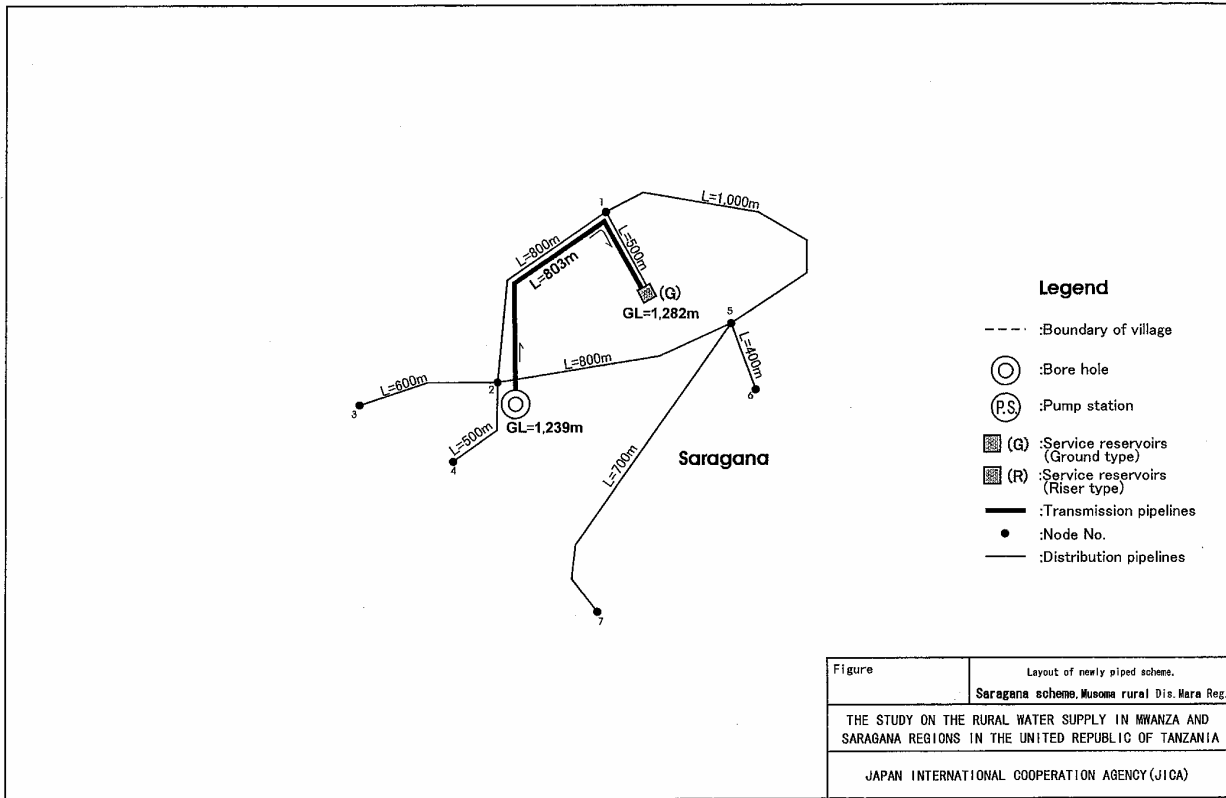 1
L=1,000m
L=800m
L=803m
L=500m
(G)
GL=1,282m
5
L=800m
L=400m
6
2
L=600m
3
GL=1,239m
L=500m
4
Saragana
L=700m
7
Legend
:Boundary of village
:Bore hole
P.S. :Pump station
(G) :Service reservoirs
(Ground type)
(R) :Service reservoirs
(Riser type)
:Transmission pipelines
:Node No.
:Distribution pipelines
Figure
Layout of newly piped scheme.
Saragana scheme, Musoma rural Dis. Mara Reg.
THE STUDY ON THE RURAL WATER SUPPLY IN MWANZA AND
SARAGANA REGIONS IN THE UNITED REPUBLIC OF TANZANIA
JAPAN INTERNATIONAL COOPERATION AGENCY(JICA)